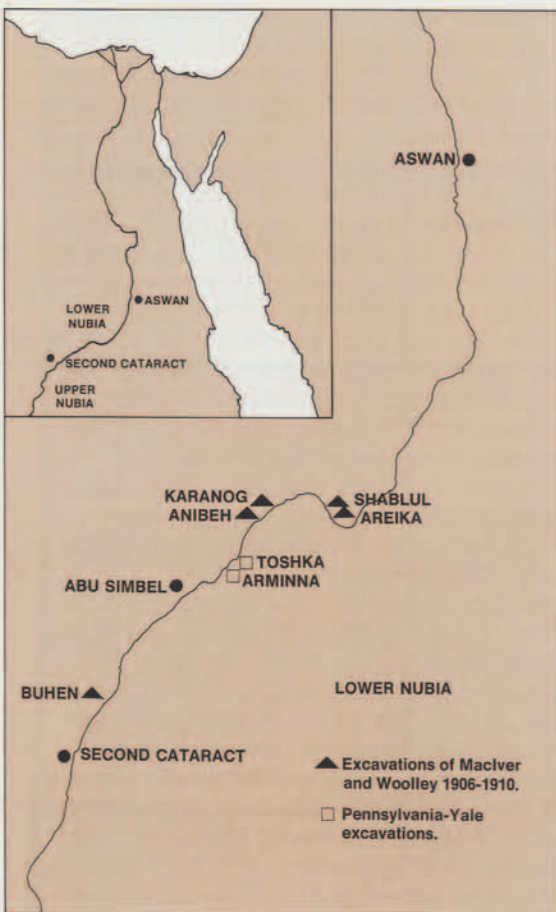 ASWAN
ASWAN
LOWER
NUBIA
SECOND CATARACT
UPPER
NUBIA
KARANOG
ANIBEH
SHABLUL
AREIKA
TOSHKA
ARMINNA
ABU SIMBEL
BUHEN
LOWER NUBIA
SECOND CATARACT
Excavations of MacIver
and Woolley 1906-1910.
Pennsylvania-Yale
excavations.